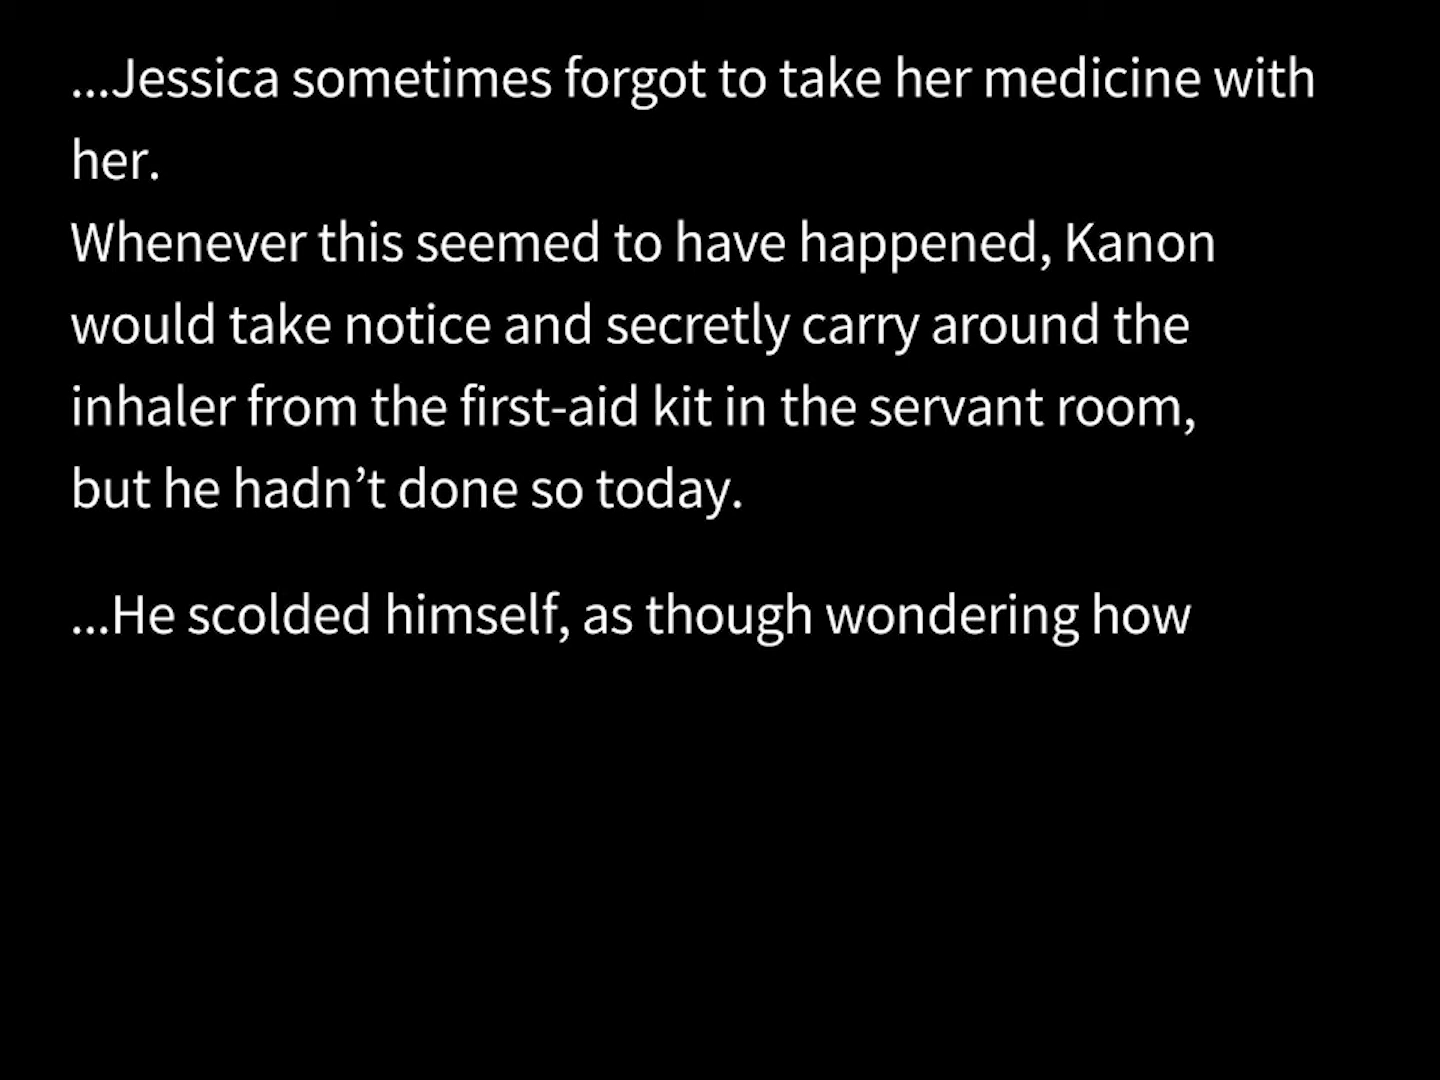 ...Jessica sometimes forgot to take her medicine with
her.
Whenever this seemed to have happened, Kanon
would take notice and secretly carry around the
inhaler from the first-aid kit in the servant room,
but he hadn’t done so today.
...He scolded himself, as though wondering how